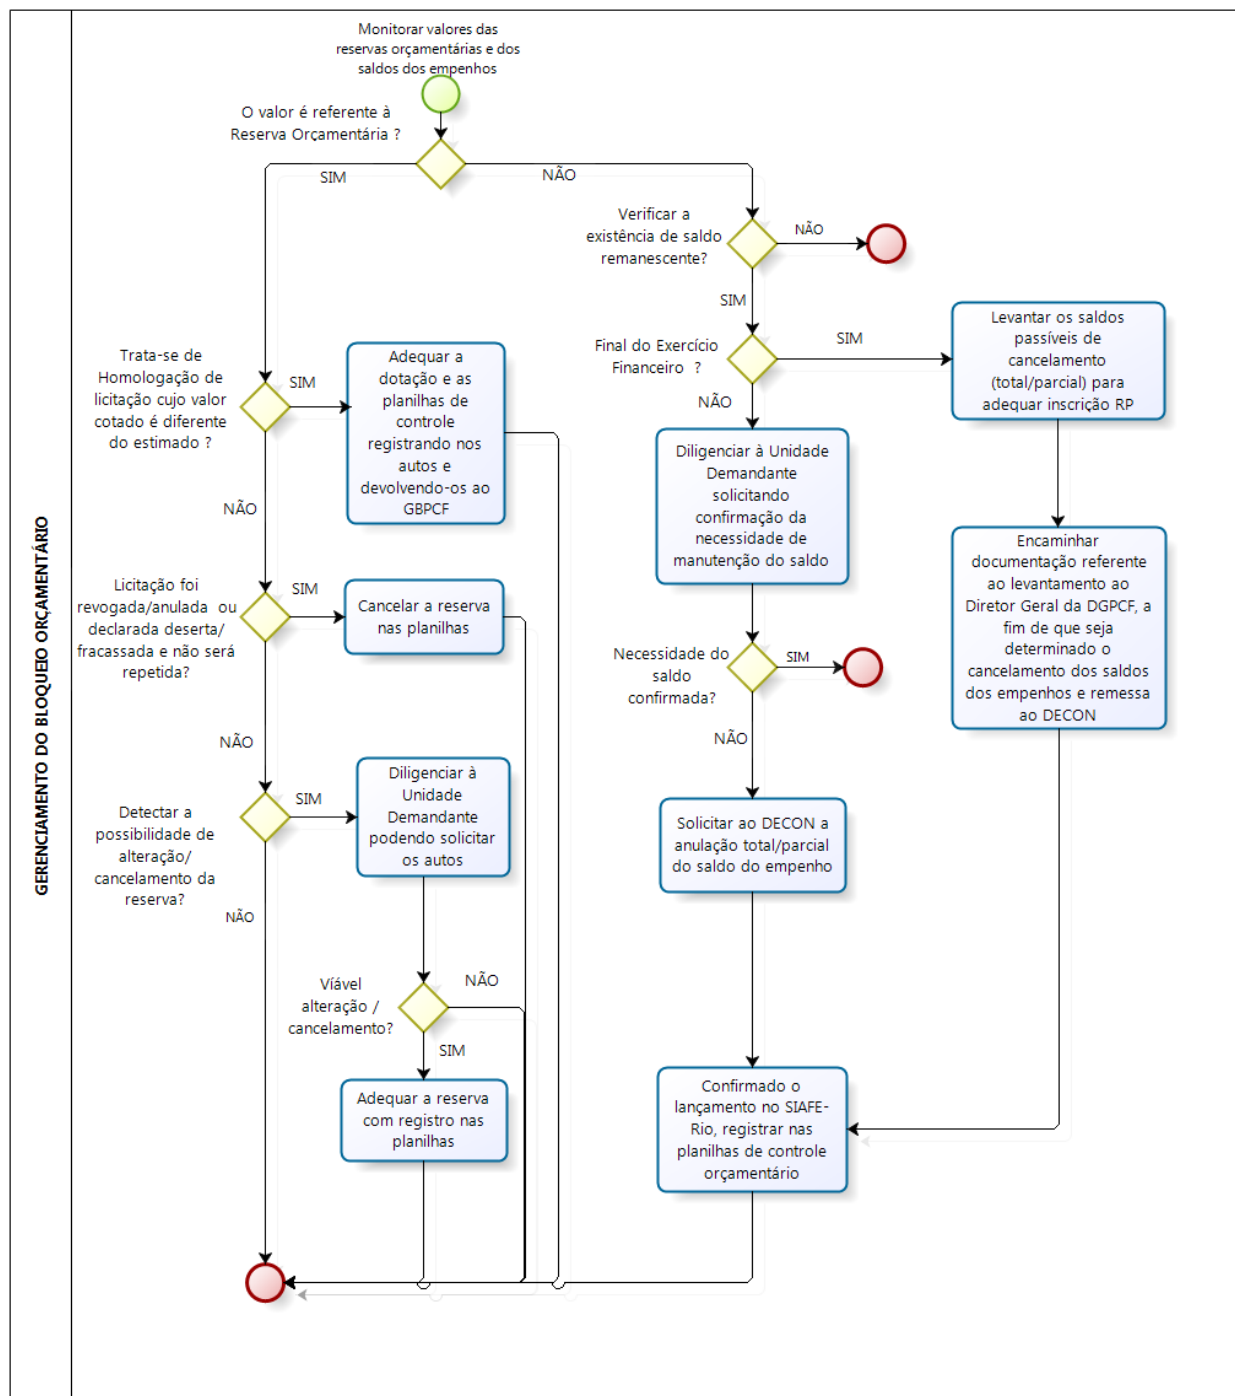 GERENCIAMENTO DO BLOQUEIO ORÇAMENTÁRIO
Monitorar valores das
reservas orçamentárias e dos
saldos dos empenhos
O valor é referente à
Reserva Orçamentária ?
SIM
NÃO
Verificar a
existência de saldo
remanescente?
NÃO
SIM
Final do Exercício
Financeiro ?
SIM
NÃO
Levantar os saldos
passíveis de
cancelamento
(total/parcial) para
adequar inscrição RP
Trata-se de
Homologação de
licitação cujo valor
cotado é diferente
do estimado ?
SIM
NÃO
Adequar a
dotação e as
planilhas de
controle
registrando nos
autos e
devolvendo-os ao
GBPCF
Diligenciar à Unidade
Demandante
solicitando
confirmação da
necessidade de
manutenção do saldo
Encaminhar
documentação referente
ao levantamento ao
Diretor Geral da DGPCF, a
fim de que seja
determinado o
cancelamento dos saldos
dos empenhos e remessa
ao DECON
Licitação foi
revogada/anulada ou
declarada deserta/
fracassada e não será
repetida?
SIM
NÃO
Cancelar a reserva
nas planilhas
Necessidade do
saldo
confirmada?
SIM
NÃO
Detectar a
possibilidade de
alteração/
cancelamento da
reserva?
SIM
NÃO
Diligenciar à
Unidade
Demandante
podendo solicitar
os autos
Solicitar ao DECON a
anulação total/parcial
do saldo do empenho
Víável
alteração /
cancelamento?
NÃO
SIM
Adequar a reserva
com registro nas
planilhas
Confirmado o
lançamento no SIAFE-
Rio, registrar nas
planilhas de controle
orçamentário